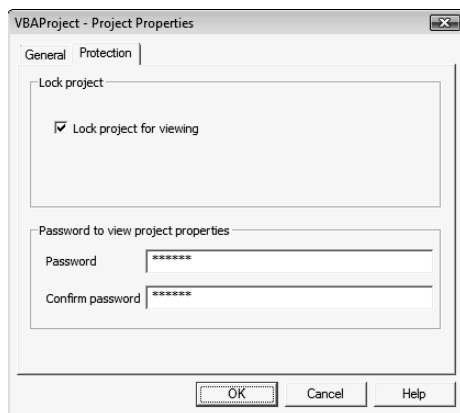 VBAProject - Project Properties
General Protection
Lock project
Lock project for viewing
Password to view project properties
Password ******
Confirm password ******
OK Cancel Help